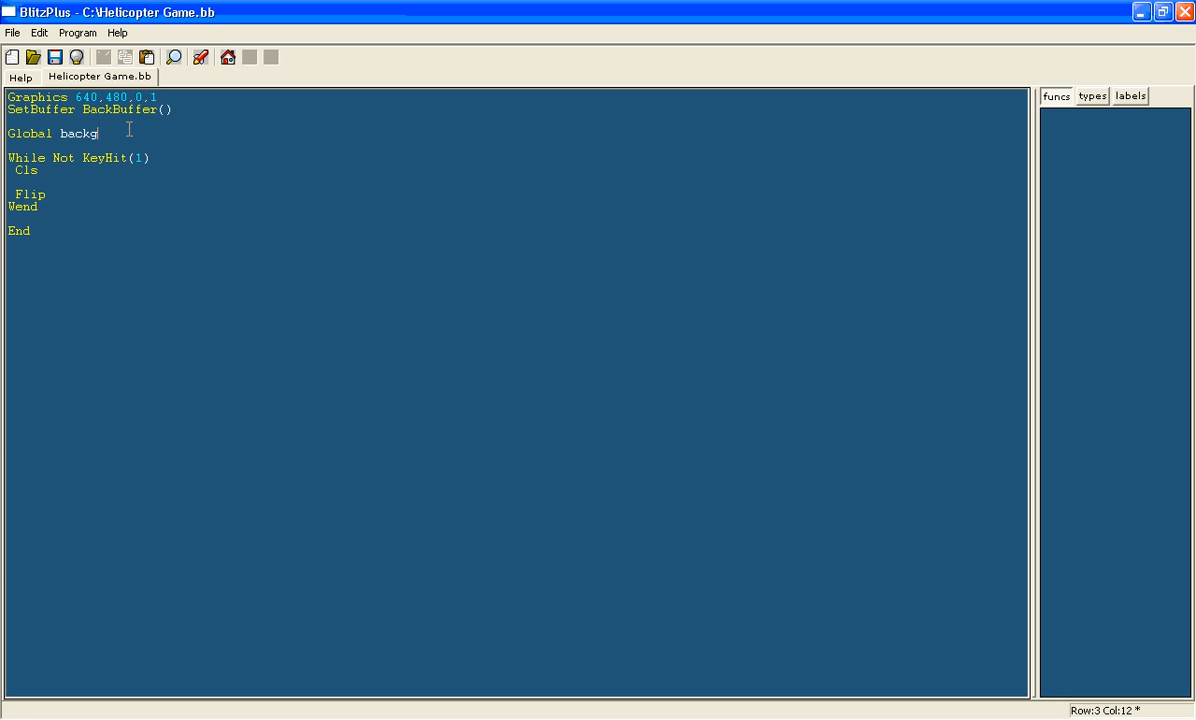 BlitzPlus - C:\Helicopter Game.bb
File Edit Program Help
Help Helicopter Game.bb
funcs types labels
Graphics 640,480,0,1
SetBuffer BackBuffer()
Global backg
While Not KeyHit(1)
Cls
Flip
Wend
End
Row:3 Col:12 *